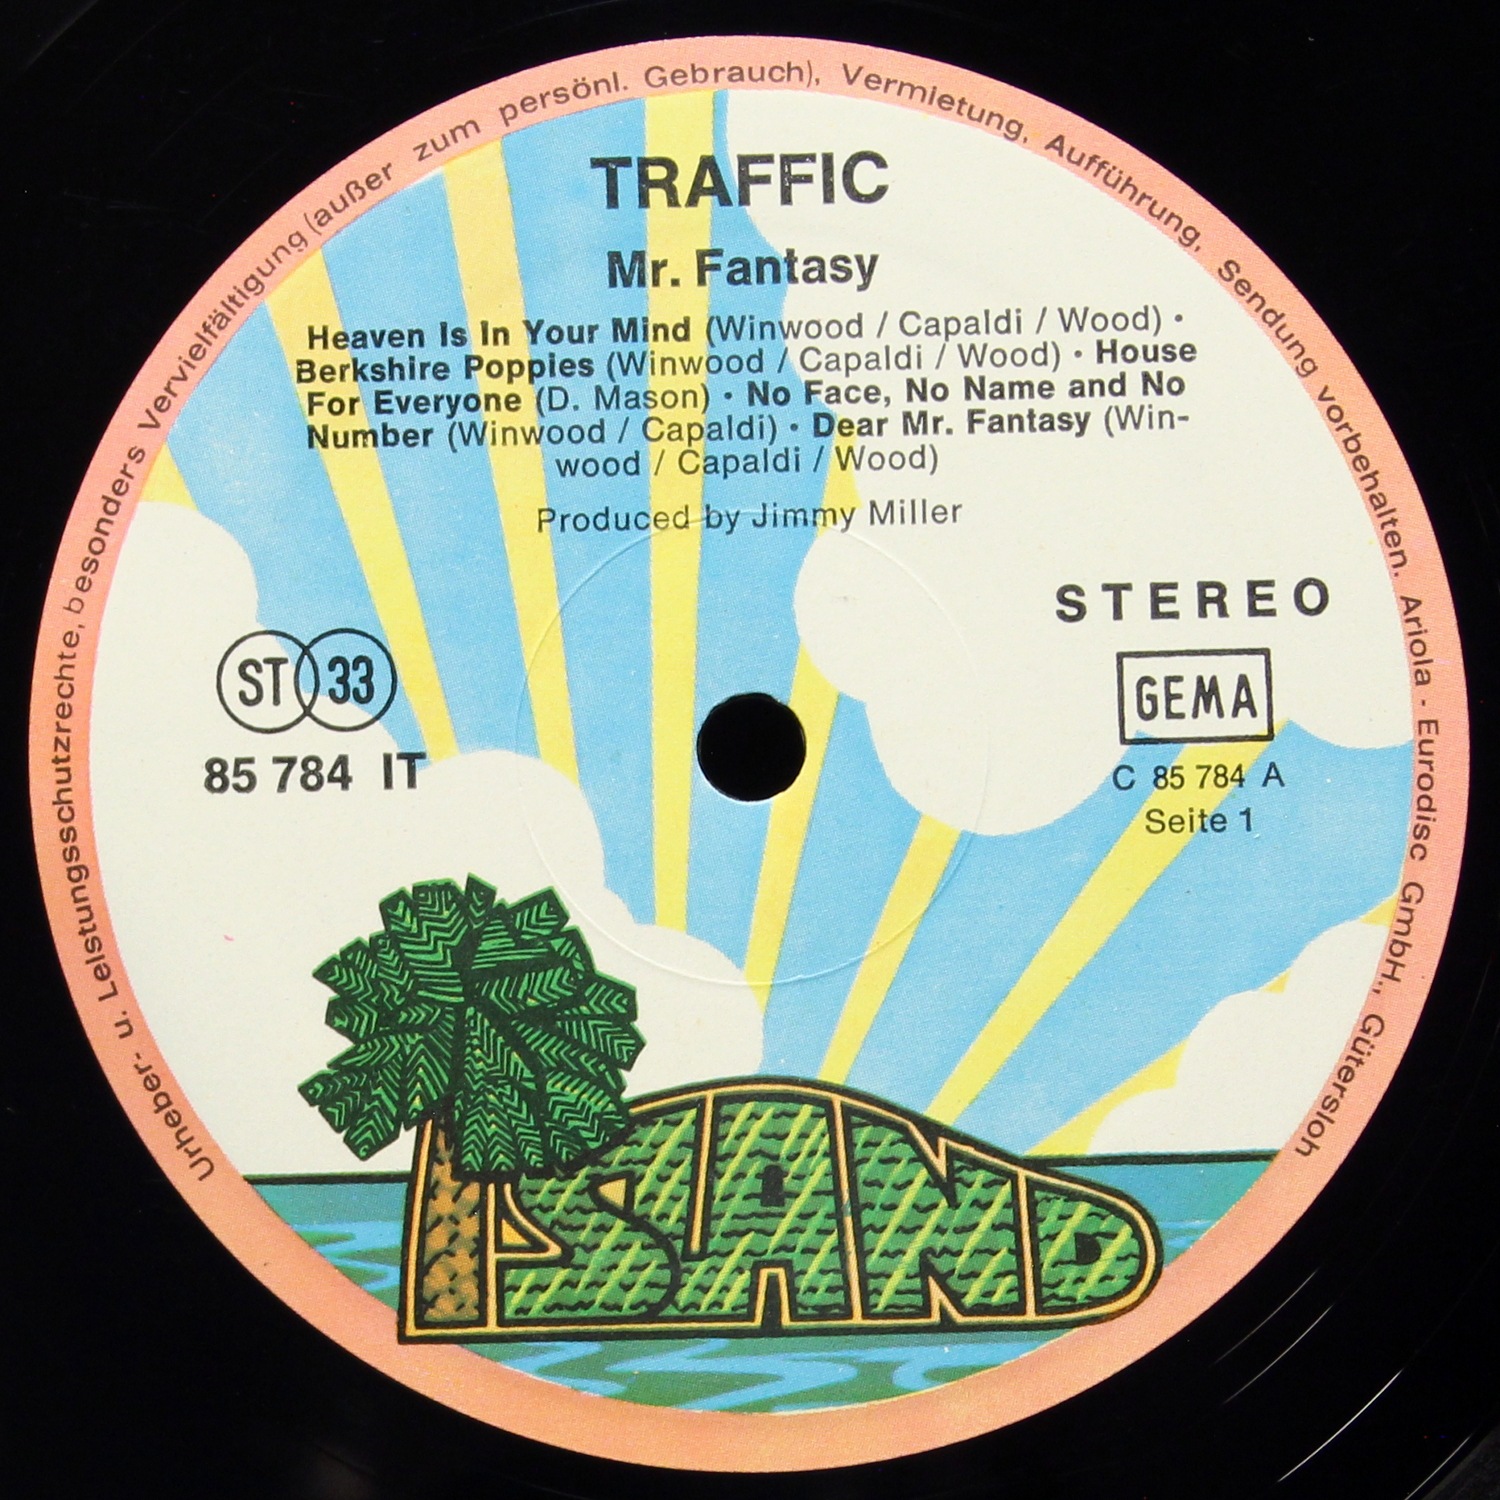 Urheber- u. Leistungsschutzrechte, besonders Vervielfältigung (außer zum persönl. Gebrauch), Vermietung, Aufführung, Sendung vorbehalten. Ariola - Eurodisc GmbH., Gütersloh
TRAFFIC
Mr. Fantasy
Heaven Is In Your Mind (Winwood / Capaldi / Wood) •
Berkshire Poppies (Winwood / Capaldi / Wood) • House
For Everyone (D. Mason) • No Face, No Name and No
Number (Winwood / Capaldi) • Dear Mr. Fantasy (Win-
wood / Capaldi / Wood)
Produced by Jimmy Miller
STEREO
ST 33
GEMA
85 784 IT
C 85 784 A
Seite 1
ISLAND